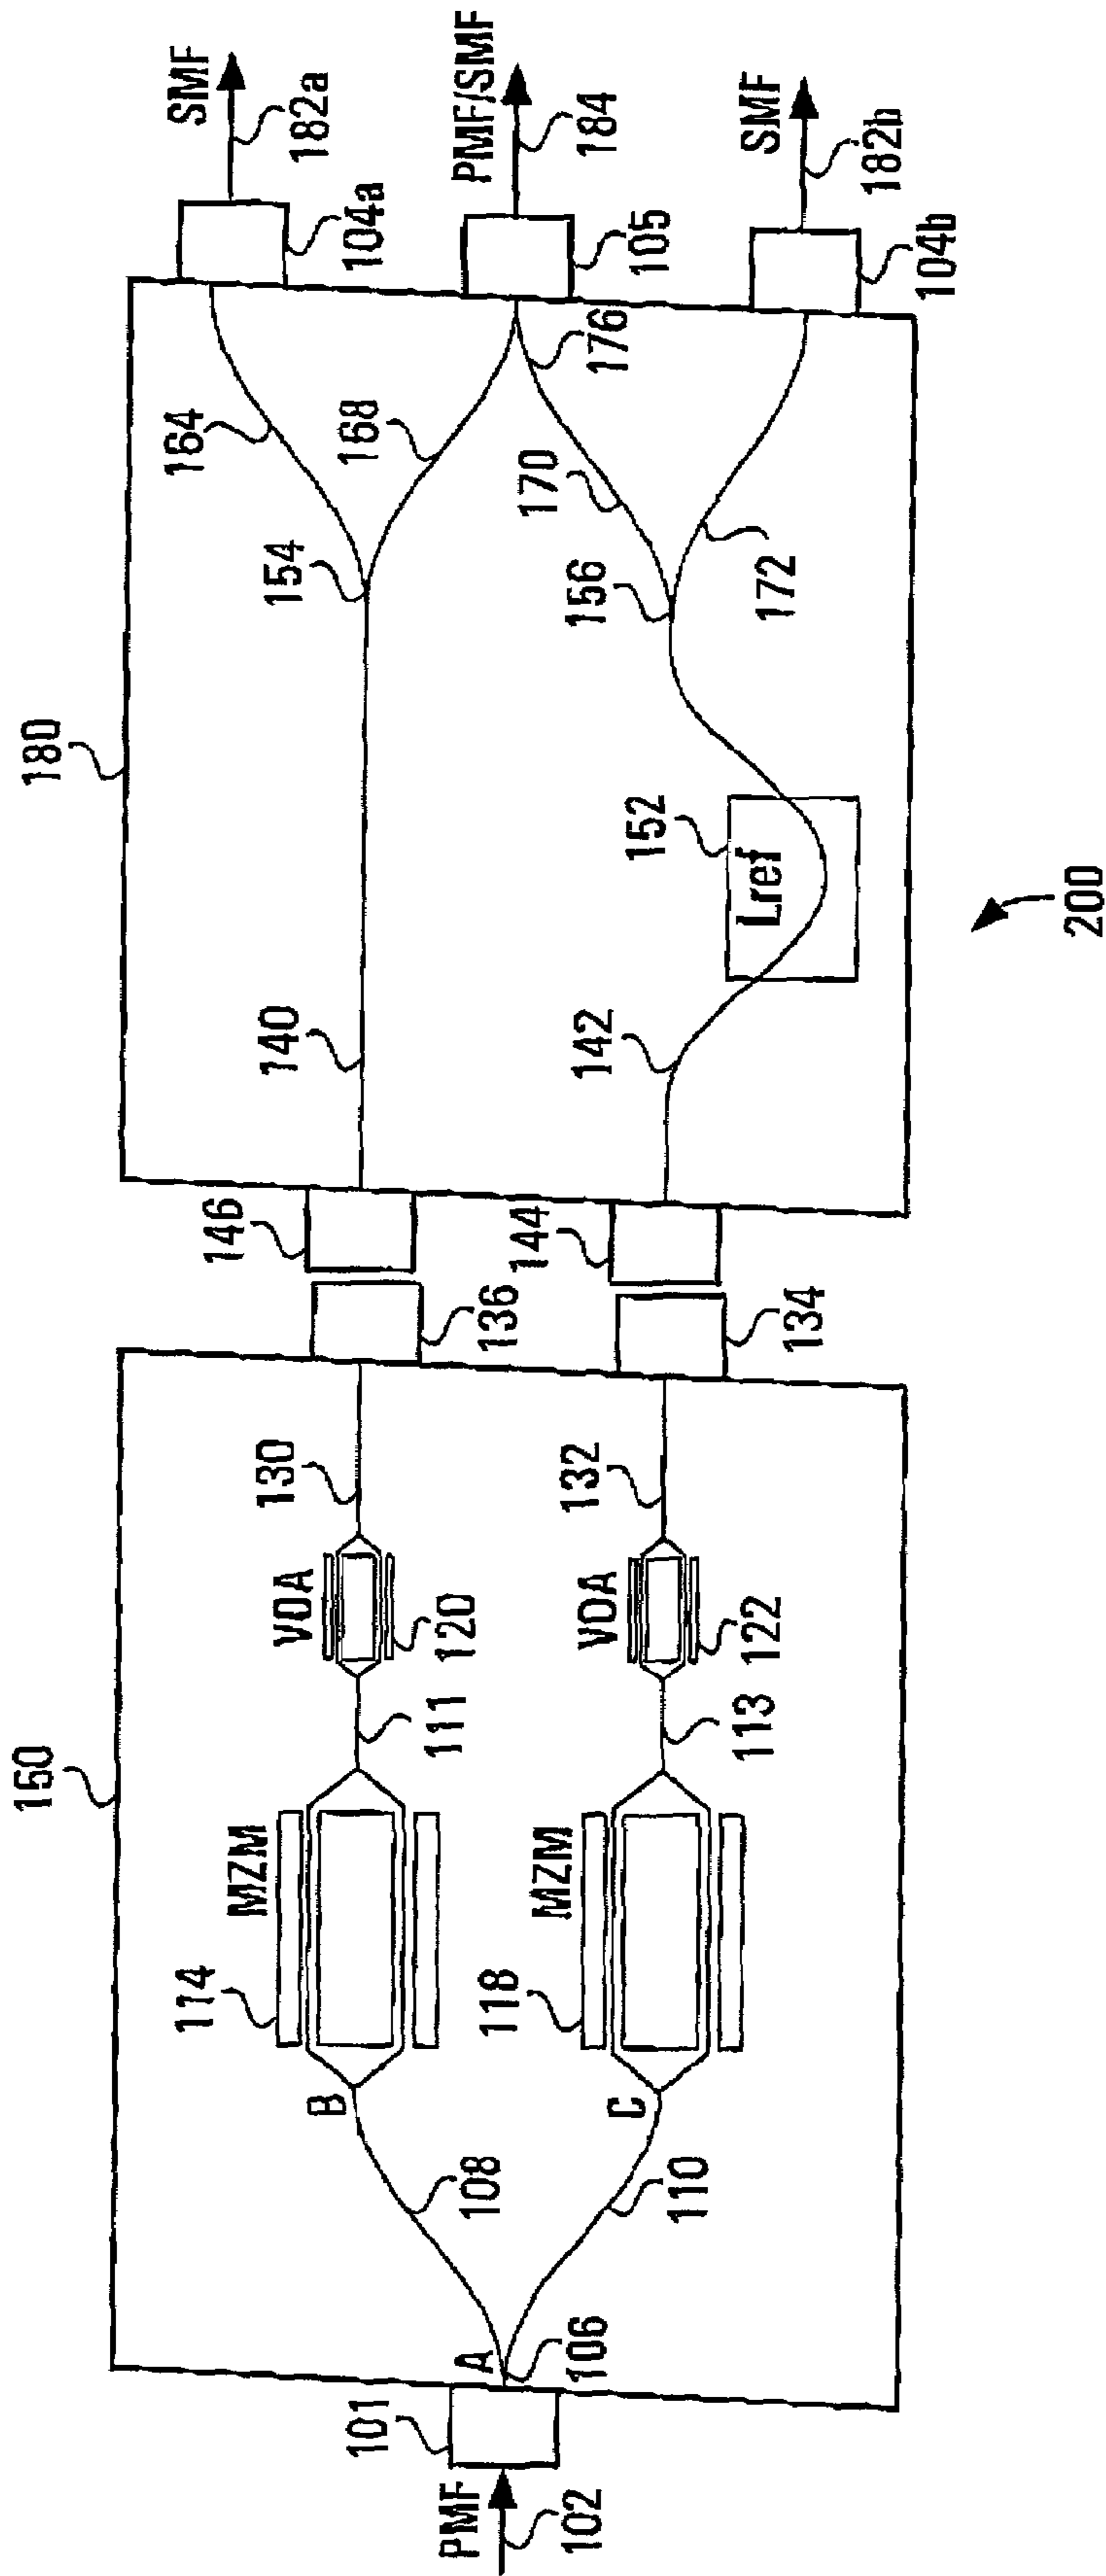 160
180
PMF
102
101
A
106
108
110
B
C
114
MZM
118
MZM
111
113
VOA
120
VOA
122
130
132
136
134
146
144
140
142
152
Lref
154
156
164
168
170
172
176
104a
105
104b
SMF
182a
PMF/SMF
184
SMF
182b
200